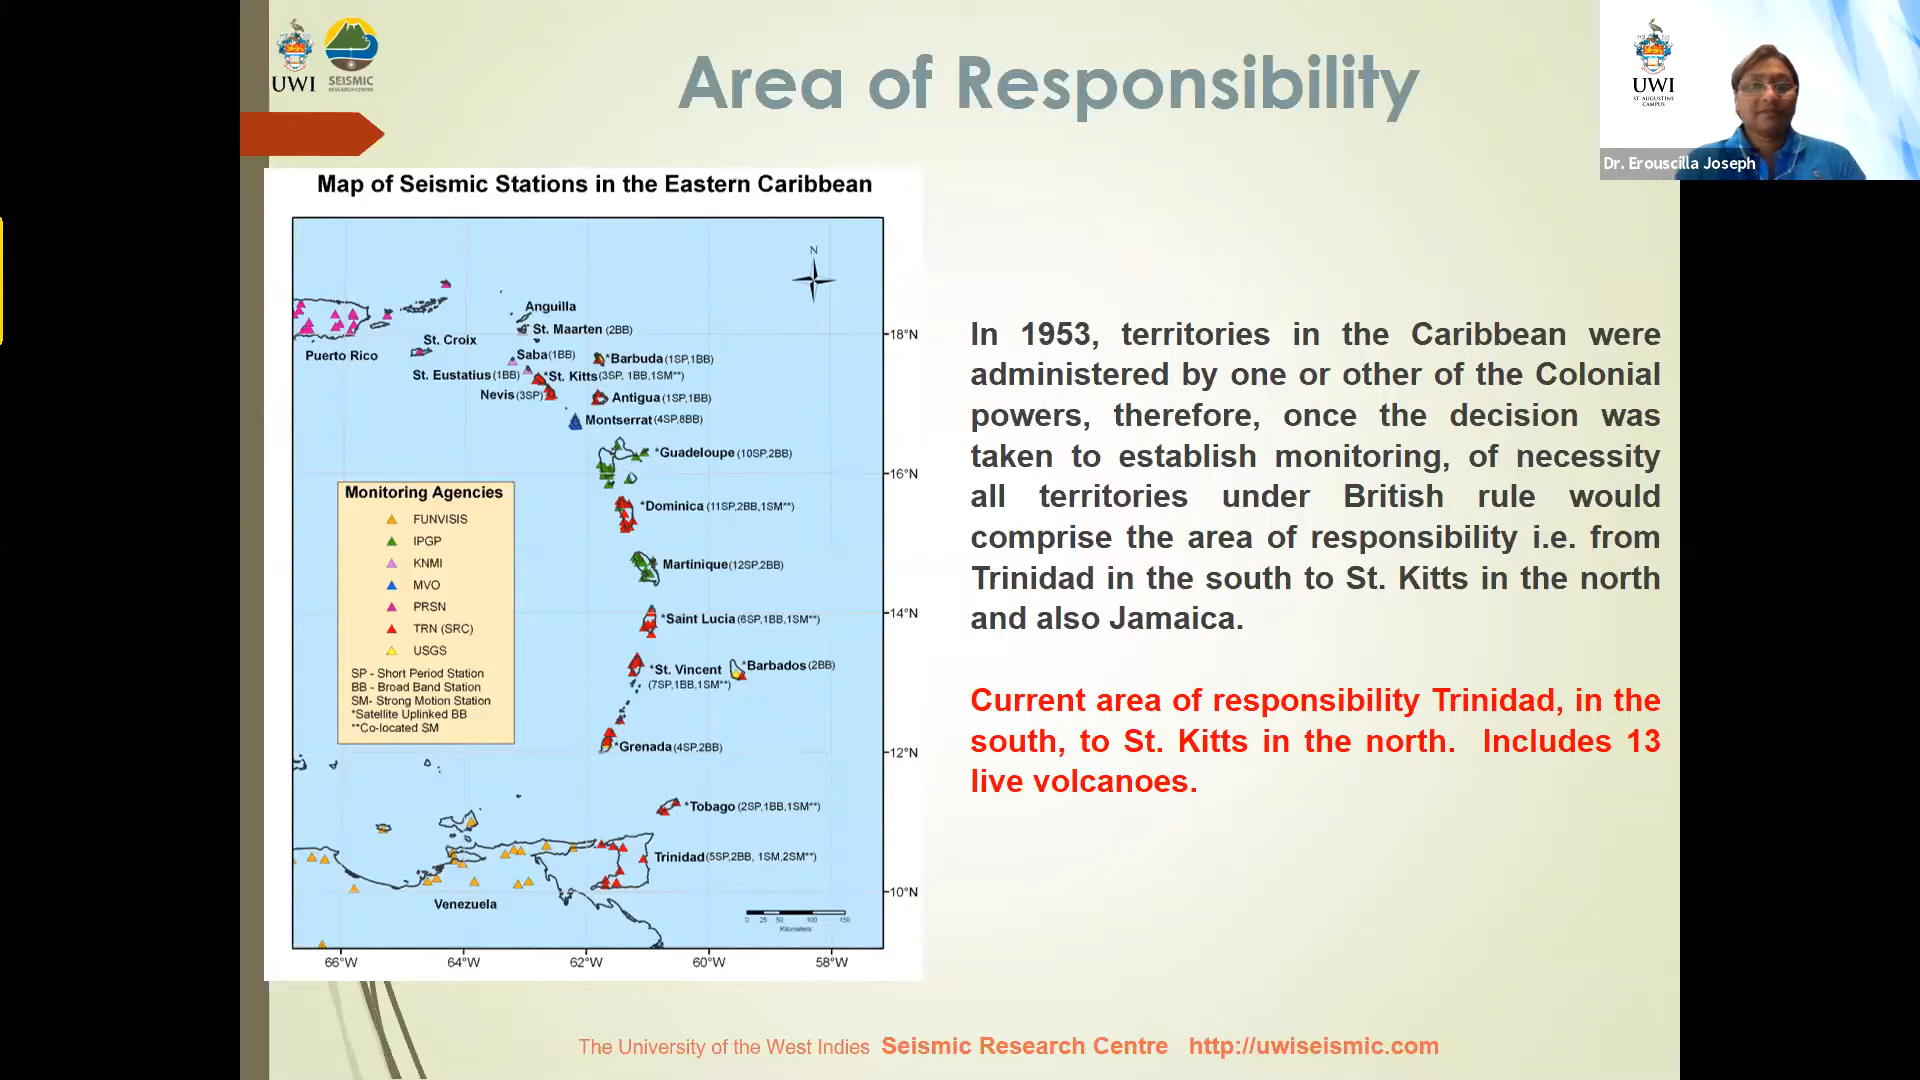 UWI
SEISMIC
RESEARCH CENTRE
Area of Responsibility
UWI
ST. AUGUSTINE
CAMPUS
Dr. Erouscilla Joseph
Map of Seismic Stations in the Eastern Caribbean
N
Anguilla
St. Maarten (2BB)
St. Croix
Puerto Rico
Saba (1BB)
*Barbuda (1SP,1BB)
St. Eustatius (1BB)
*St. Kitts (3SP, 1BB,1SM**)
Nevis (3SP)
Antigua (1SP,1BB)
Montserrat (4SP,8BB)
*Guadeloupe (10SP,2BB)
*Dominica (11SP,2BB,1SM**)
Martinique (12SP,2BB)
*Saint Lucia (6SP,1BB,1SM**)
*St. Vincent
(7SP,1BB,1SM**)
*Barbados (2BB)
*Grenada (4SP,2BB)
*Tobago (2SP,1BB,1SM**)
Trinidad (5SP,2BB, 1SM,2SM**)
Venezuela
Monitoring Agencies
FUNVISIS
IPGP
KNMI
MVO
PRSN
TRN (SRC)
USGS
SP - Short Period Station
BB - Broad Band Station
SM- Strong Motion Station
*Satellite Uplinked BB
**Co-located SM
18°N
16°N
14°N
12°N
10°N
0 25 50 100 150
Kilometers
66°W 64°W 62°W 60°W 58°W
In 1953, territories in the Caribbean were
administered by one or other of the Colonial
powers, therefore, once the decision was
taken to establish monitoring, of necessity
all territories under British rule would
comprise the area of responsibility i.e. from
Trinidad in the south to St. Kitts in the north
and also Jamaica.
Current area of responsibility Trinidad, in the
south, to St. Kitts in the north. Includes 13
live volcanoes.
The University of the West Indies Seismic Research Centre http://uwiseismic.com